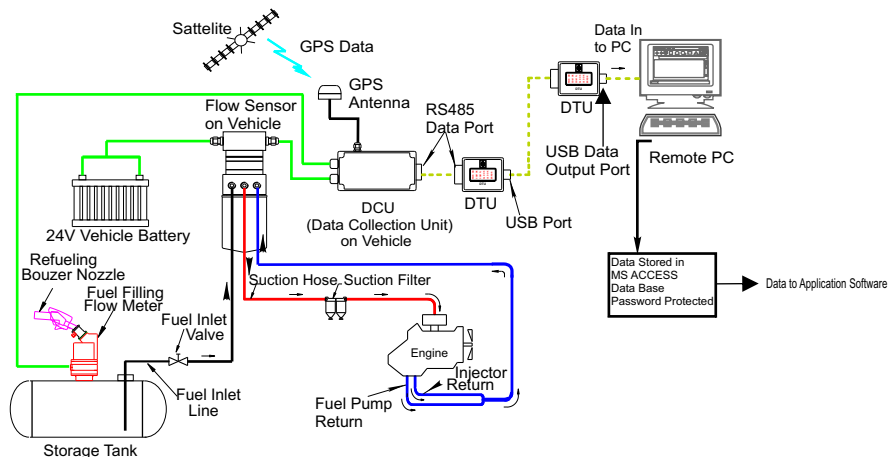 Sattelite
GPS Data
GPS
Antenna
Flow Sensor
on Vehicle
RS485
Data Port
Data In
to PC
DTU
USB Data
Output Port
Remote PC
DTU
USB Port
DCU
(Data Collection Unit)
on Vehicle
24V Vehicle Battery
Refueling
Bouzer Nozzle
Fuel Filling
Flow Meter
Suction Hose
Suction Filter
Fuel Inlet
Valve
Engine
Injector
Return
Fuel Pump
Return
Fuel Inlet
Line
Storage Tank
Data Stored in
MS ACCESS
Data Base
Password Protected
Data to Application Software